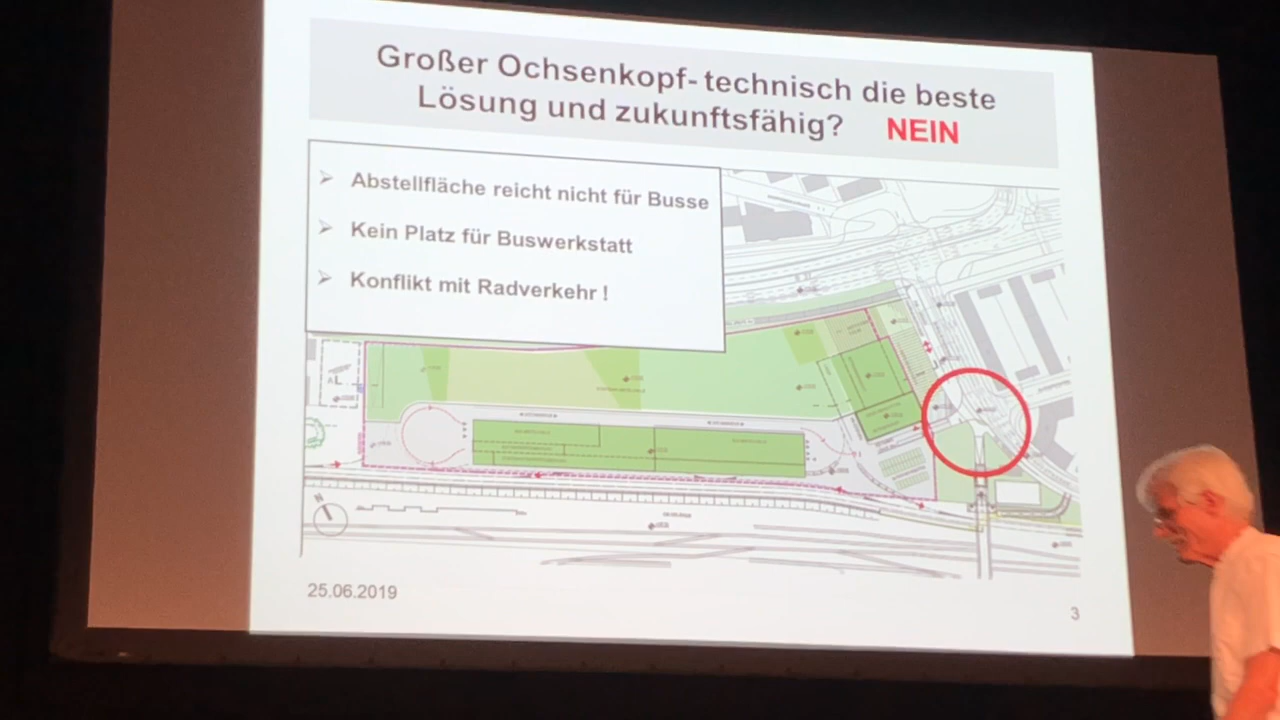 Großer Ochsenkopf- technisch die beste
Lösung und zukunftsfähig? NEIN
➢ Abstellfläche reicht nicht für Busse
➢ Kein Platz für Buswerkstatt
➢ Konflikt mit Radverkehr !
N
25.06.2019
3